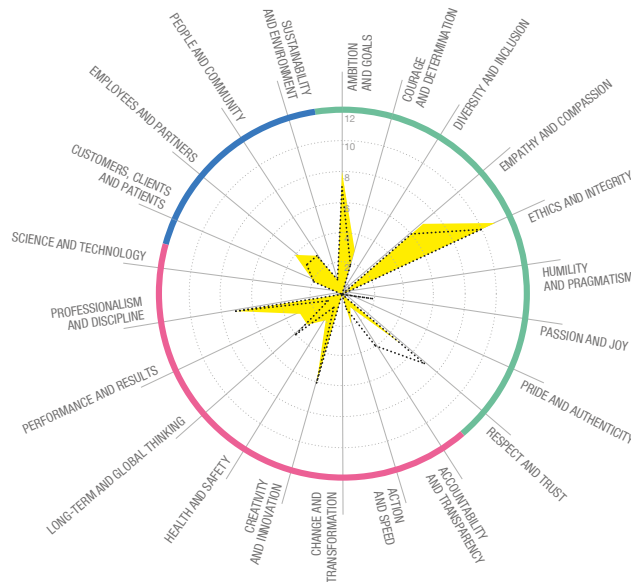 AMBITION
AND GOALS
COURAGE
AND DETERMINATION
DIVERSITY AND INCLUSION
EMPATHY AND COMPASSION
ETHICS AND INTEGRITY
HUMILITY
AND PRAGMATISM
PASSION AND JOY
PRIDE AND AUTHENTICITY
RESPECT AND TRUST
ACCOUNTABILITY
AND TRANSPARENCY
ACTION
AND SPEED
CHANGE AND
TRANSFORMATION
CREATIVITY
AND INNOVATION
HEALTH AND SAFETY
LONG-TERM AND GLOBAL THINKING
PERFORMANCE AND RESULTS
PROFESSIONALISM
AND DISCIPLINE
SCIENCE AND TECHNOLOGY
CUSTOMERS, CLIENTS
AND PATIENTS
EMPLOYEES AND PARTNERS
PEOPLE AND COMMUNITY
SUSTAINABILITY
AND ENVIRONMENT
12
10
8